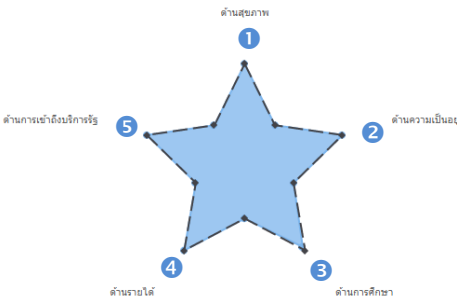 ด้านสุขภาพ
1
ด้านการเข้าถึงบริการรัฐ
5
2
ด้านความเป็นอยู่
4
3
ด้านรายได้
ด้านการศึกษา